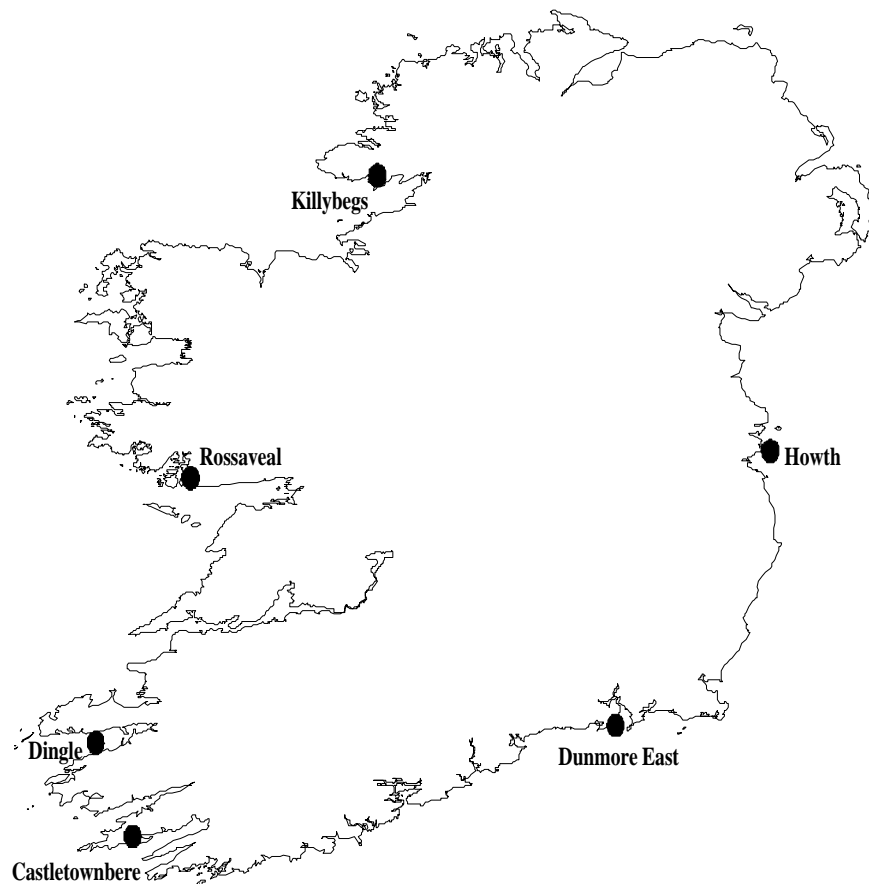 Killybegs
Rossaveal
Howth
Dingle
Dunmore East
Castletownbere